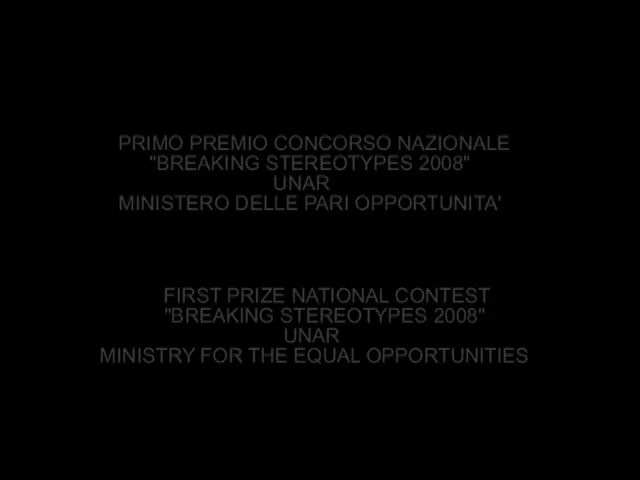 PRIMO PREMIO CONCORSO NAZIONALE
"BREAKING STEREOTYPES 2008"
UNAR
MINISTERO DELLE PARI OPPORTUNITA'
FIRST PRIZE NATIONAL CONTEST
"BREAKING STEREOTYPES 2008"
UNAR
MINISTRY FOR THE EQUAL OPPORTUNITIES